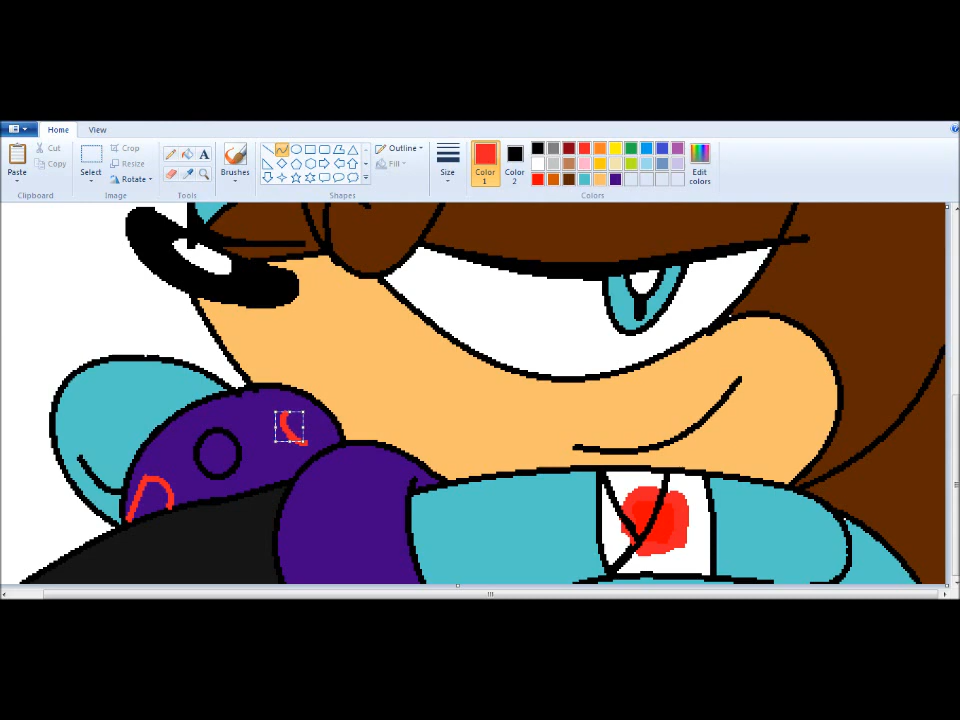 Home View
Paste Cut Copy Clipboard
Select Crop Resize Rotate Image
A Tools
Brushes
Outline Fill Shapes
Size
Color 1 Color 2 Edit colors Colors